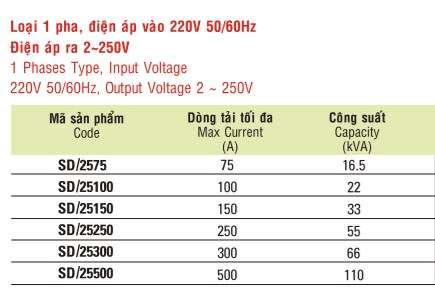 Loại 1 pha, điện áp vào 220V 50/60Hz
Điện áp ra 2~250V
1 Phases Type, Input Voltage
220V 50/60Hz, Output Voltage 2 ~ 250V
Mã sản phẩm Dòng tải tối đa Công suất
Code Max Current Capacity
(A) (kVA)
SD/2575 75 16.5
SD/25100 100 22
SD/25150 150 33
SD/25250 250 55
SD/25300 300 66
SD/25500 500 110